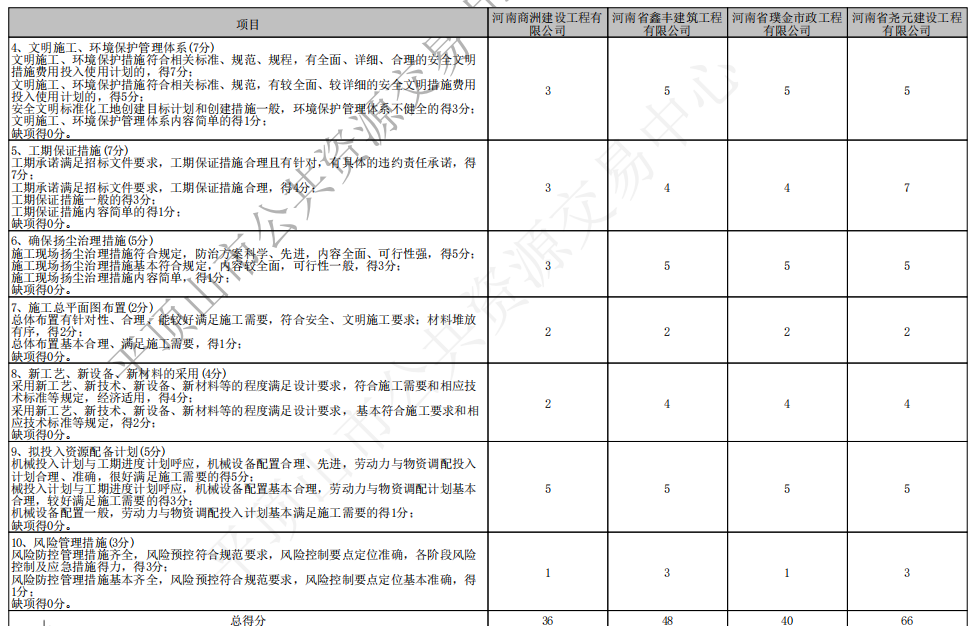 项目 河南商洲建设工程有限公司 河南省鑫丰建筑工程有限公司 河南省璞金市政工程有限公司 河南省尧元建设工程有限公司
4、文明施工、环境保护管理体系(7分)
文明施工、环境保护措施符合相关标准、规范、规程，有全面、详细、合理的安全文明
措施费用投入使用计划的，得7分；
文明施工、环境保护措施符合相关标准、规范，有较全面、较详细的安全文明措施费用
投入使用计划的，得5分；
安全文明标准化工地创建目标计划和创建措施一般，环境保护管理体系不健全的得3分；
文明施工、环境保护管理体系内容简单的得1分；
缺项得0分。
3 5 5 5
5、工期保证措施(7分)
工期承诺满足招标文件要求，工期保证措施合理且有针对，有具体的违约责任承诺，得
7分；
工期承诺满足招标文件要求，工期保证措施合理，得4分；
工期保证措施一般的得3分；
工期保证措施内容简单的得1分；
缺项得0分。
3 4 4 7
6、确保扬尘治理措施(5分)
施工现场扬尘治理措施符合规定，防治方案科学、先进，内容全面、可行性强，得5分；
施工现场扬尘治理措施基本符合规定，内容较全面，可行性一般，得3分；
施工现场扬尘治理措施内容简单，得1分；
缺项得0分。
3 5 5 5
7、施工总平面图布置(2分)
总体布置有针对性、合理、能较好满足施工需要，符合安全、文明施工要求；材料堆放
有序，得2分；
总体布置基本合理、满足施工需要，得1分；
缺项得0分。
2 2 2 2
8、新工艺、新设备、新材料的采用(4分)
采用新工艺、新技术、新设备、新材料等的程度满足设计要求，符合施工需要和相应技
术标准等规定，经济适用，得4分；
采用新工艺、新技术、新设备、新材料等的程度满足设计要求，基本符合施工要求和相
应技术标准等规定，得2分；
缺项得0分。
2 4 4 4
9、拟投入资源配备计划(5分)
机械投入计划与工期进度计划呼应，机械设备配置合理、先进，劳动力与物资调配投入
计划合理、准确，很好满足施工需要的得5分；
械投入计划与工期进度计划呼应，机械设备配置基本合理，劳动力与物资调配计划基本
合理，较好满足施工需要的得3分；
机械设备配置一般，劳动力与物资调配投入计划基本满足施工需要的得1分；
缺项得0分。
5 5 5 5
10、风险管理措施(3分)
风险防控管理措施齐全，风险预控符合规范要求，风险控制要点定位准确，各阶段风险
控制及应急措施得力，得3分；
风险防控管理措施基本齐全，风险预控符合规范要求，风险控制要点定位基本准确，得
1分；
缺项得0分。
1 3 1 3
总得分 36 48 40 66
平顶山市公共资源交易中
平顶山市公共资源交易中心